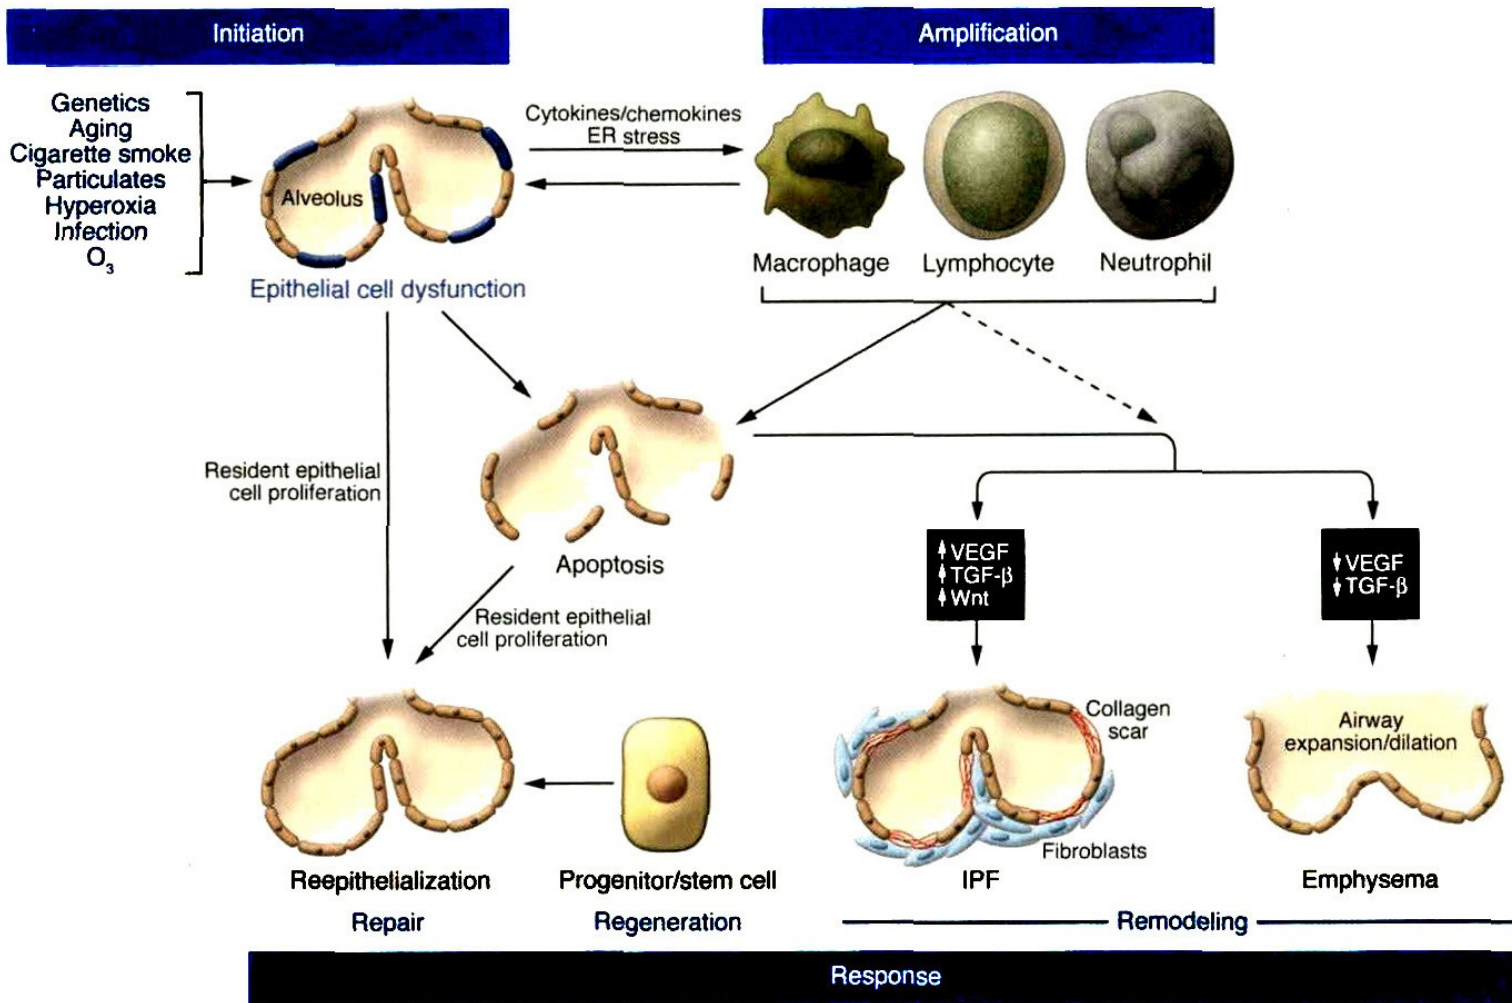 Initiation
Amplification
Genetics
Aging
Cigarette smoke
Particulates
Hyperoxia
Infection
O₃
Alveolus
Epithelial cell dysfunction
Cytokines/chemokines
ER stress
Macrophage
Lymphocyte
Neutrophil
Resident epithelial
cell proliferation
Apoptosis
Resident epithelial
cell proliferation
VEGF
TGF-β
Wnt
VEGF
TGF-β
Collagen
scar
Fibroblasts
Airway
expansion/dilation
Reepithelialization
Progenitor/stem cell
IPF
Emphysema
Repair
Regeneration
Remodeling
Response